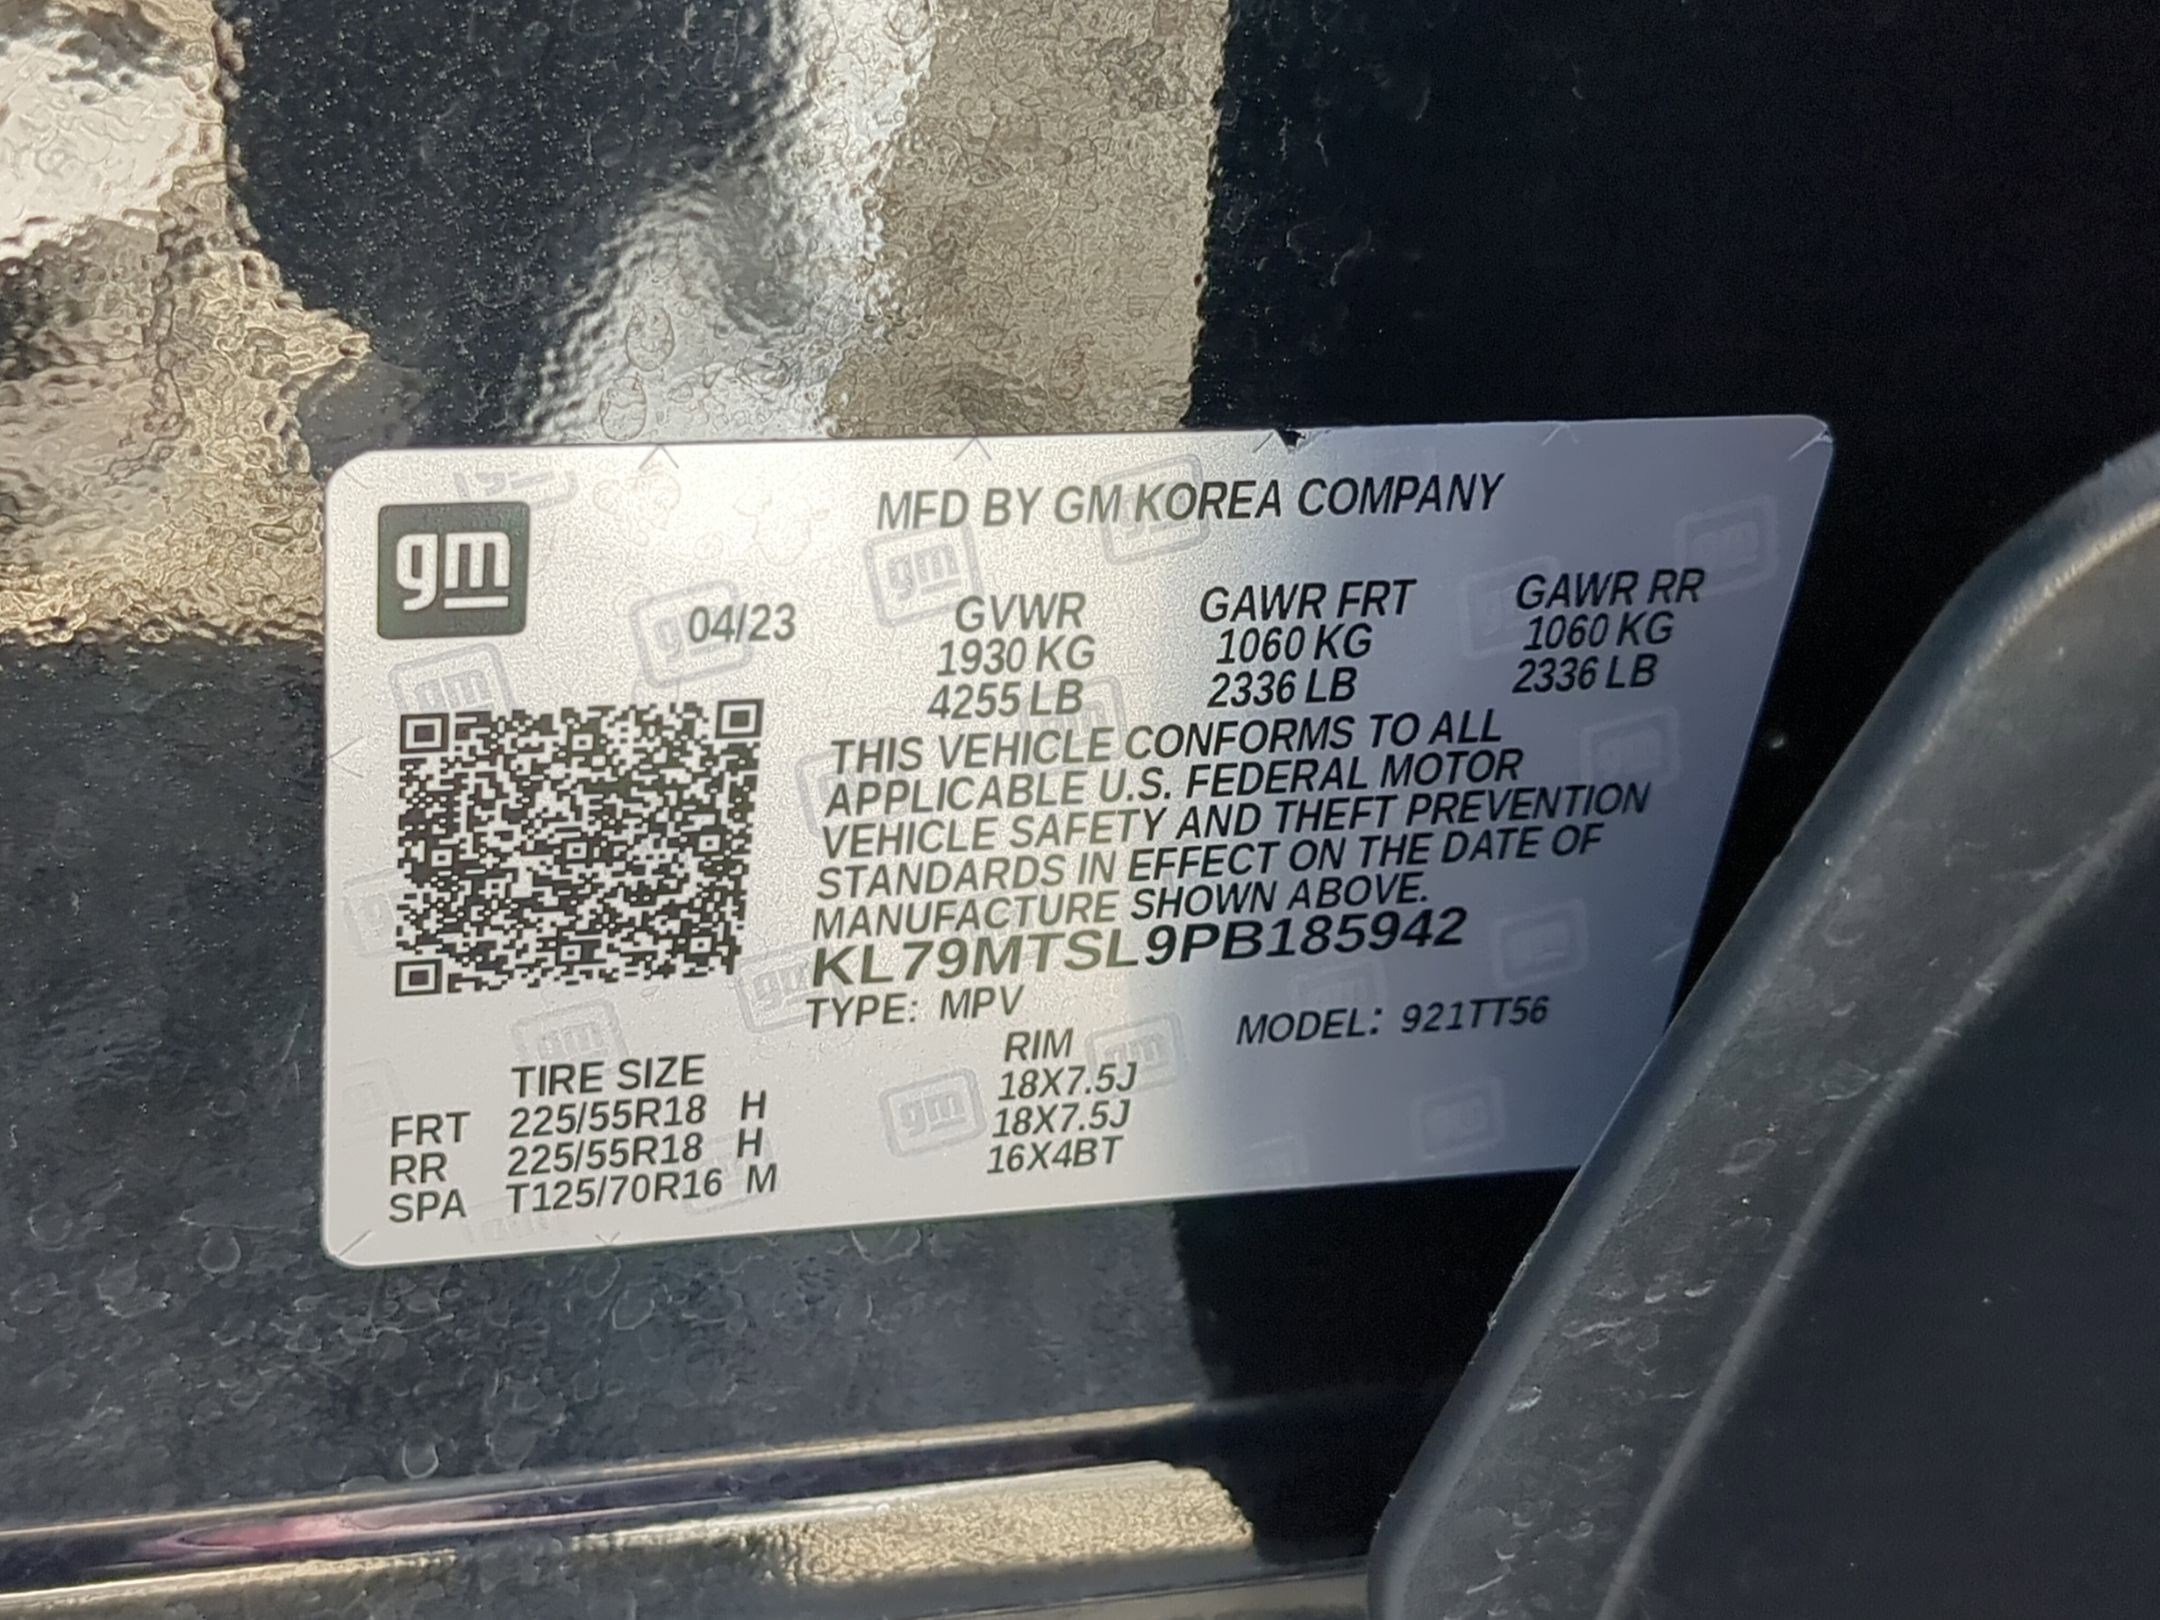 gm
MFD BY GM KOREA COMPANY
04/23
GVWR GAWR FRT GAWR RR
1930 KG 1060 KG 1060 KG
4255 LB 2336 LB 2336 LB
THIS VEHICLE CONFORMS TO ALL
APPLICABLE U.S. FEDERAL MOTOR
VEHICLE SAFETY AND THEFT PREVENTION
STANDARDS IN EFFECT ON THE DATE OF
MANUFACTURE SHOWN ABOVE.
KL79MTSL9PB185942
TYPE: MPV MODEL: 921TT56
TIRE SIZE RIM
FRT 225/55R18 H 18X7.5J
RR 225/55R18 H 18X7.5J
SPA T125/70R16 M 16X4BT